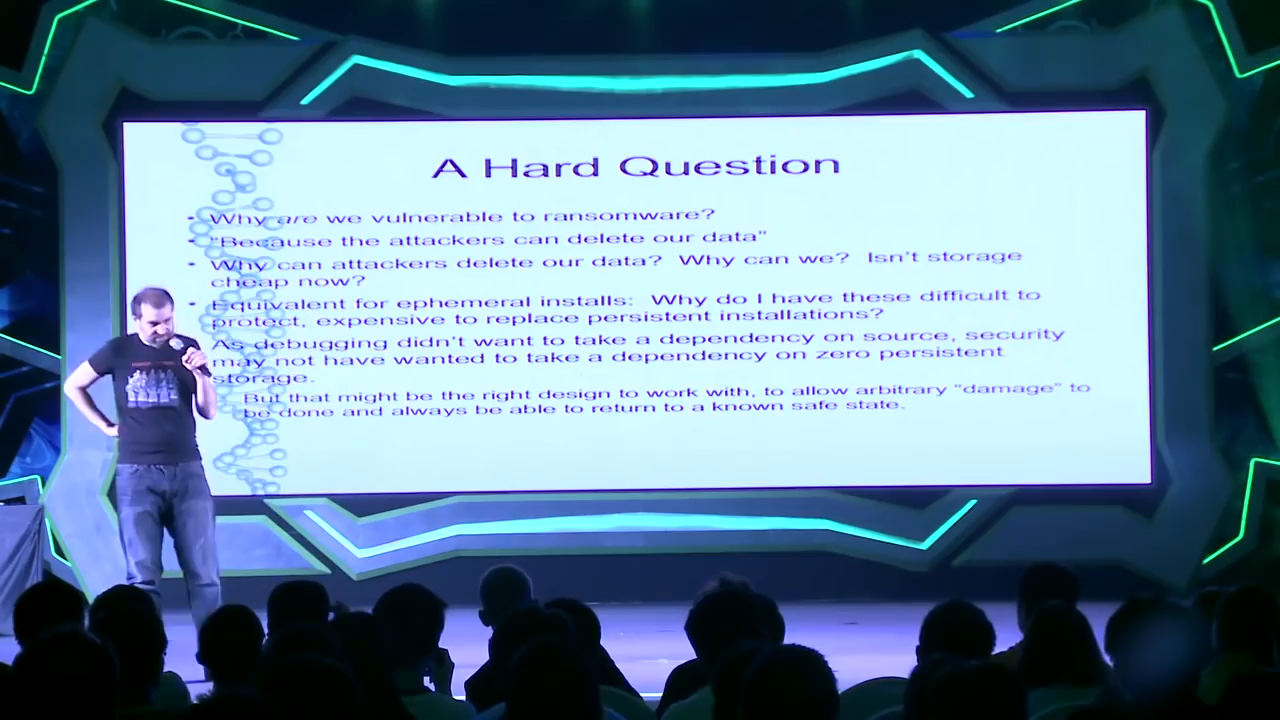 A Hard Question
• Why are we vulnerable to ransomware?
• "Because the attackers can delete our data"
• Why can attackers delete our data?  Why can we?  Isn't storage
cheap now?
• Equivalent for ephemeral installs:  Why do I have these difficult to
protect, expensive to replace persistent installations?
As debugging didn't want to take a dependency on source, security
may not have wanted to take a dependency on zero persistent
storage.
But that might be the right design to work with, to allow arbitrary "damage" to
be done and always be able to return to a known safe state.